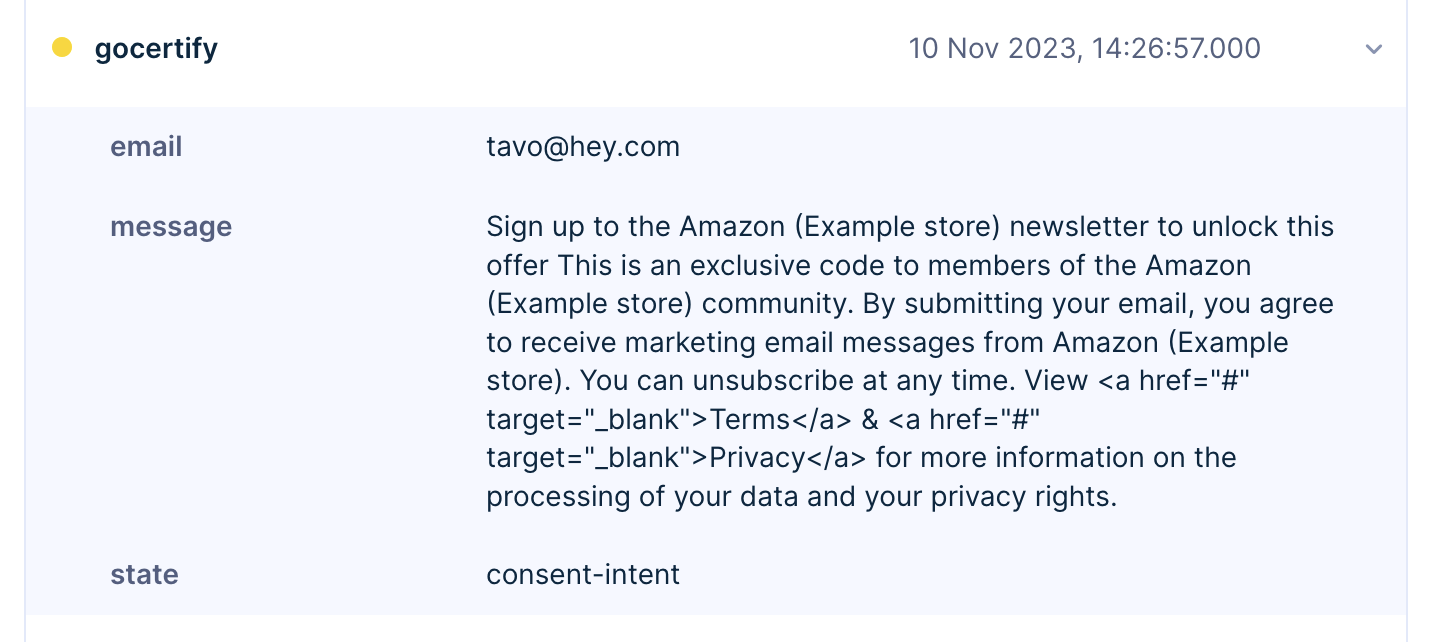 gocertify 10 Nov 2023, 14:26:57.000
email tavo@hey.com
message Sign up to the Amazon (Example store) newsletter to unlock this
offer This is an exclusive code to members of the Amazon
(Example store) community. By submitting your email, you agree
to receive marketing email messages from Amazon (Example
store). You can unsubscribe at any time. View <a href="#"
target="_blank">Terms</a> & <a href="#"
target="_blank">Privacy</a> for more information on the
processing of your data and your privacy rights.
state consent-intent